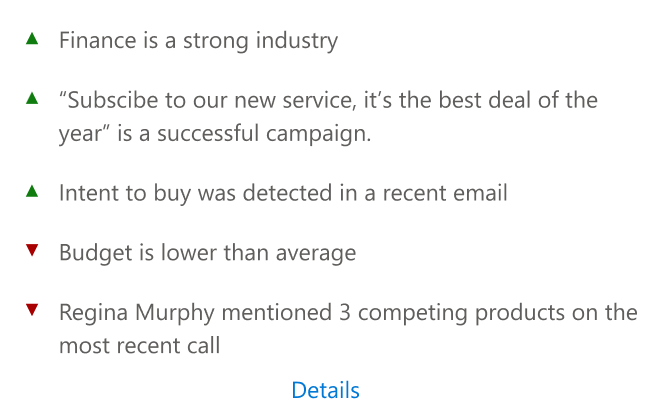 Finance is a strong industry
“Subscibe to our new service, it’s the best deal of the
year” is a successful campaign.
Intent to buy was detected in a recent email
Budget is lower than average
Regina Murphy mentioned 3 competing products on the
most recent call
Details